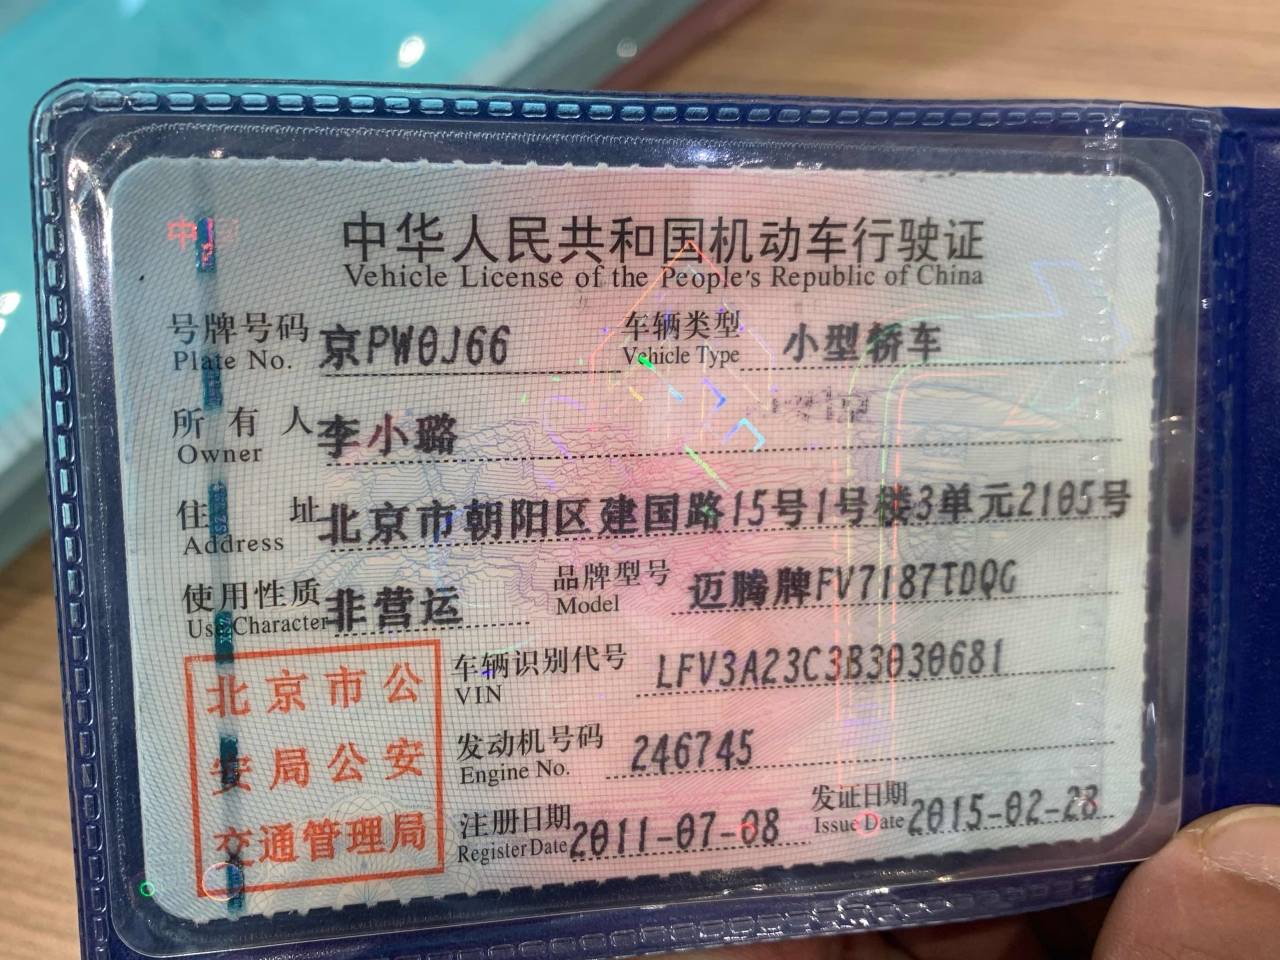 中华人民共和国机动车行驶证
Vehicle License of the People's Republic of China
号牌号码 京PW0J66 车辆类型 小型轿车
Plate No. Vehicle Type
所有人 李小璐
Owner
住址 北京市朝阳区建国路15号1号楼3单元2105号
Address
使用性质 非营运 品牌型号 迈腾牌FV7187TDQG
Use Character Model
北京市公
安局公安
交通管理局
车辆识别代号 LFV3A23C3B3030681
VIN
发动机号码 246745
Engine No.
注册日期 2011-07-08 发证日期 2015-02-28
Register Date Issue Date